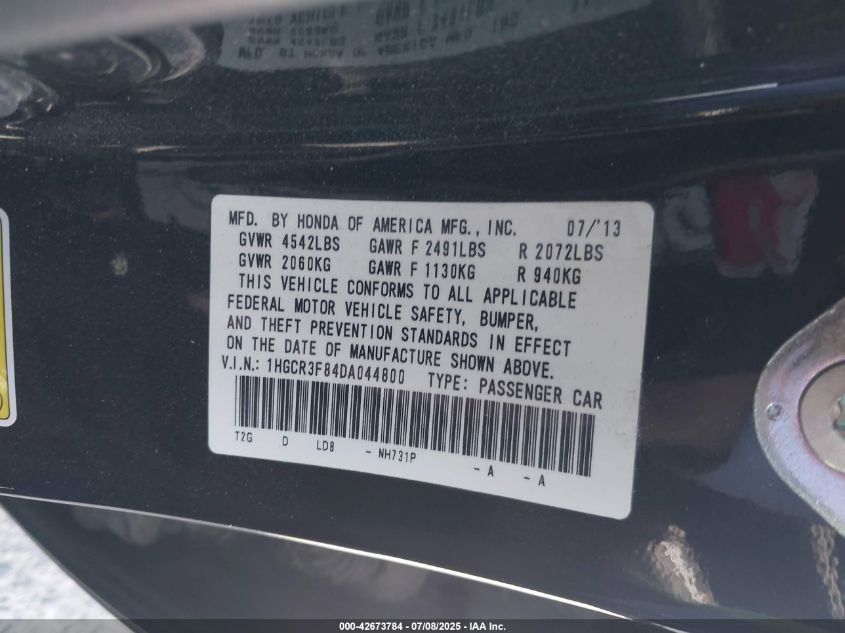 MFD. BY HONDA OF AMERICA MFG., INC. 07/'13
GVWR 4542LBS GAWR F 2491LBS R 2072LBS
GVWR 2060KG GAWR F 1130KG R 940KG
THIS VEHICLE CONFORMS TO ALL APPLICABLE
FEDERAL MOTOR VEHICLE SAFETY, BUMPER,
AND THEFT PREVENTION STANDARDS IN EFFECT
ON THE DATE OF MANUFACTURE SHOWN ABOVE.
V.I.N.: 1HGCR3F84DA044800 TYPE: PASSENGER CAR
T2G D LD8 - NH731P - A - A
000-42673784 - 07/08/2025 - IAA Inc.